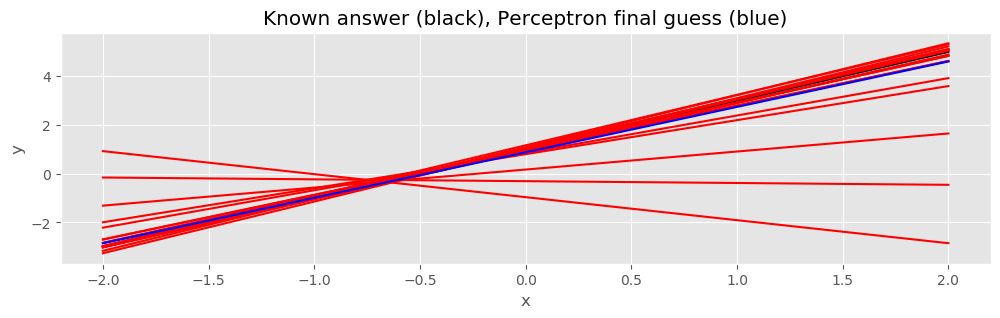 Known answer (black), Perceptron final guess (blue)
4
2
0
−2
y
−2.0 −1.5 −1.0 −0.5 0.0 0.5 1.0 1.5 2.0
x